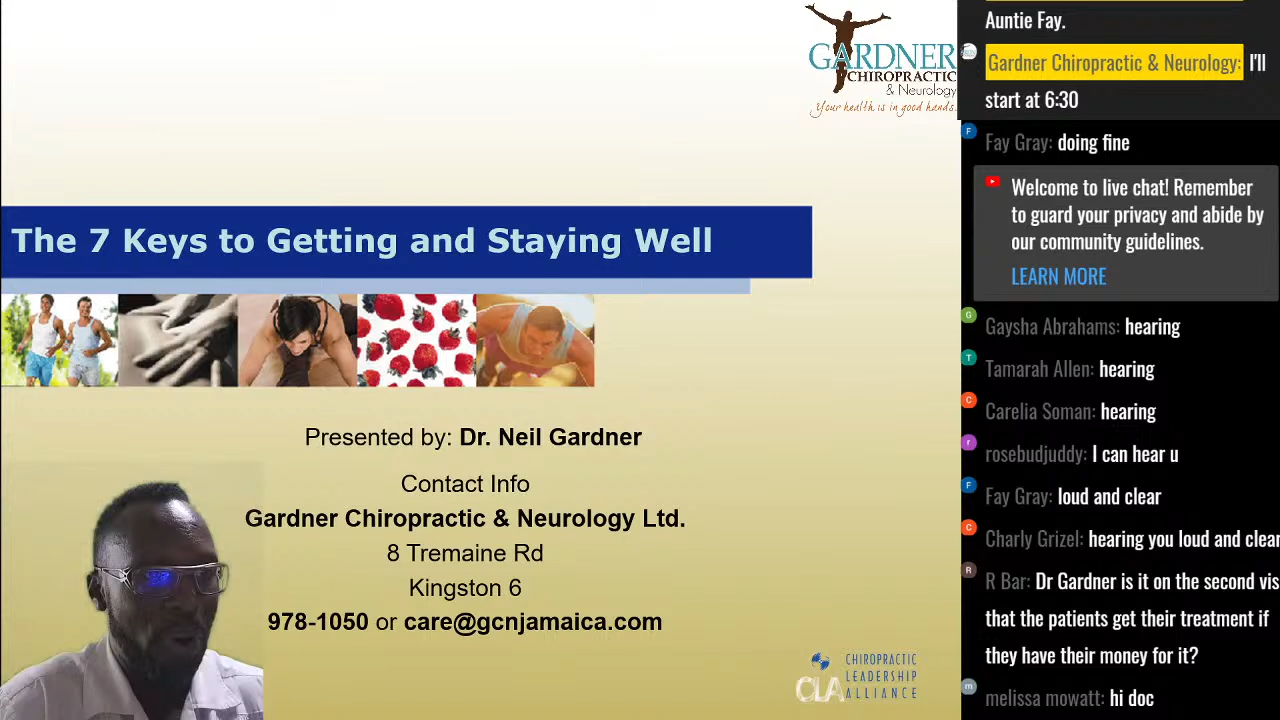 GARDNER
CHIROPRACTIC
& Neurology
Your health is in good hands.
The 7 Keys to Getting and Staying Well
Presented by: Dr. Neil Gardner
Contact Info
Gardner Chiropractic & Neurology Ltd.
8 Tremaine Rd
Kingston 6
978-1050 or care@gcnjamaica.com
CLA
CHIROPRACTIC
LEADERSHIP
ALLIANCE
Auntie Fay.
Gardner Chiropractic & Neurology: I'll
start at 6:30
F
Fay Gray: doing fine
Welcome to live chat! Remember
to guard your privacy and abide by
our community guidelines.
LEARN MORE
G
Gaysha Abrahams: hearing
T
Tamarah Allen: hearing
C
Carelia Soman: hearing
r
rosebudjuddy: I can hear u
F
Fay Gray: loud and clear
C
Charly Grizel: hearing you loud and clear
R
R Bar: Dr Gardner is it on the second vis
that the patients get their treatment if
they have their money for it?
m
melissa mowatt: hi doc